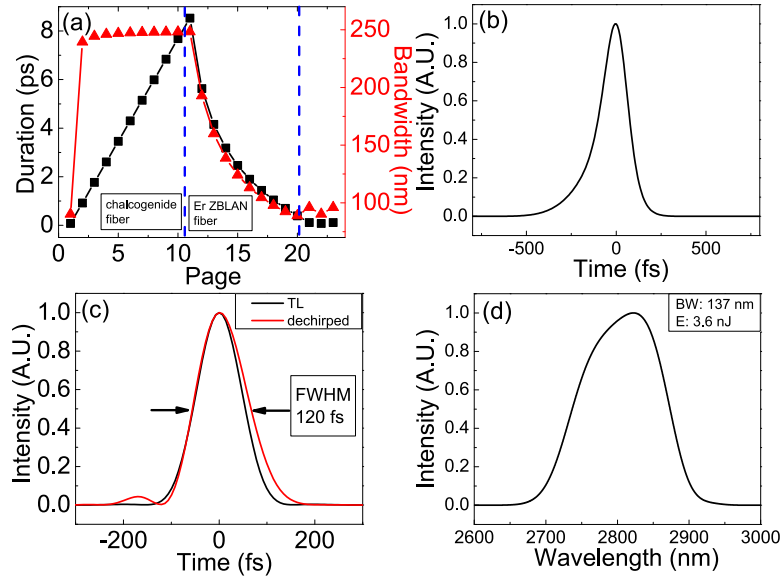 (a)
Duration (ps)
8
6
4
2
0
250
200
150
100
Bandwidth (nm)
chalcogenide
fiber
Er ZBLAN
fiber
0 5 10 15 20
Page
(b)
Intensity (A.U.)
1.0
0.8
0.6
0.4
0.2
0.0
-500 0 500
Time (fs)
(c)
Intensity (A.U.)
1.0
0.8
0.6
0.4
0.2
0.0
TL
dechirped
FWHM
120 fs
-200 0 200
Time (fs)
(d)
Intensity (A.U.)
1.0
0.8
0.6
0.4
0.2
0.0
BW: 137 nm
E: 3.6 nJ
2600 2700 2800 2900 3000
Wavelength (nm)